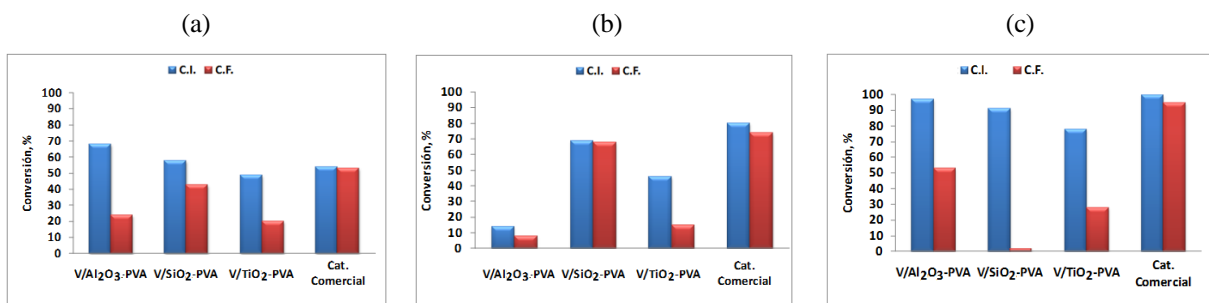 (a)
C.I. C.F.
Conversión, %
100
90
80
70
60
50
40
30
20
10
0
V/Al2O3-PVA V/SiO2-PVA V/TiO2-PVA Cat.
Comercial
(b)
C.I. C.F.
Conversión, %
100
90
80
70
60
50
40
30
20
10
0
V/Al2O3-PVA V/SiO2-PVA V/TiO2-PVA Cat.
Comercial
(c)
C.I. C.F.
Conversión, %
100
90
80
70
60
50
40
30
20
10
0
V/Al2O3-PVA V/SiO2-PVA V/TiO2-PVA Cat.
Comercial